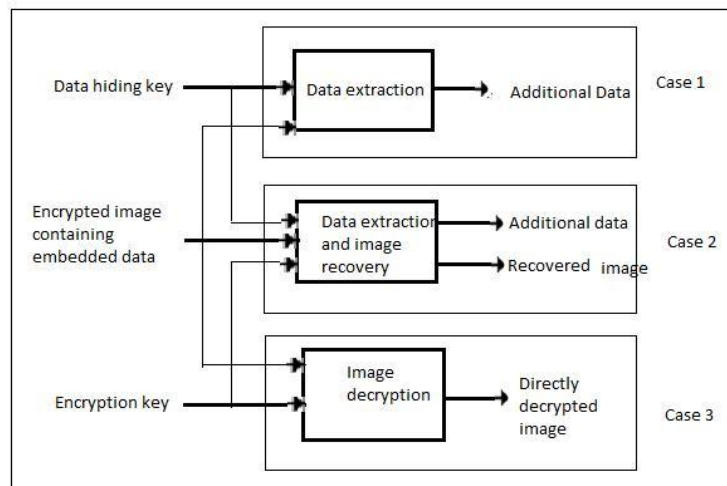 Data hiding key
Data extraction
Additional Data
Case 1
Encrypted image
containing
embedded data
Data extraction
and image
recovery
Additional data
Recovered image
Case 2
Encryption key
Image
decryption
Directly
decrypted
image
Case 3